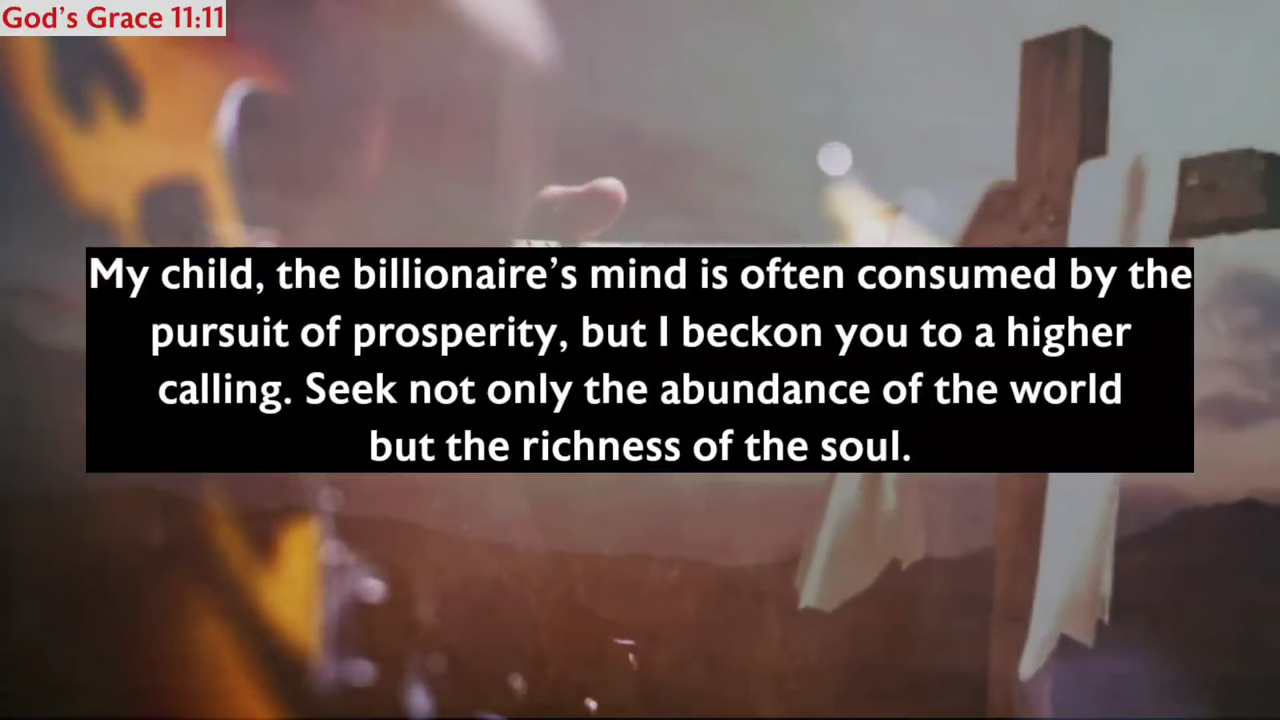 God’s Grace 11:11
My child, the billionaire’s mind is often consumed by the
pursuit of prosperity, but I beckon you to a higher
calling. Seek not only the abundance of the world
but the richness of the soul.